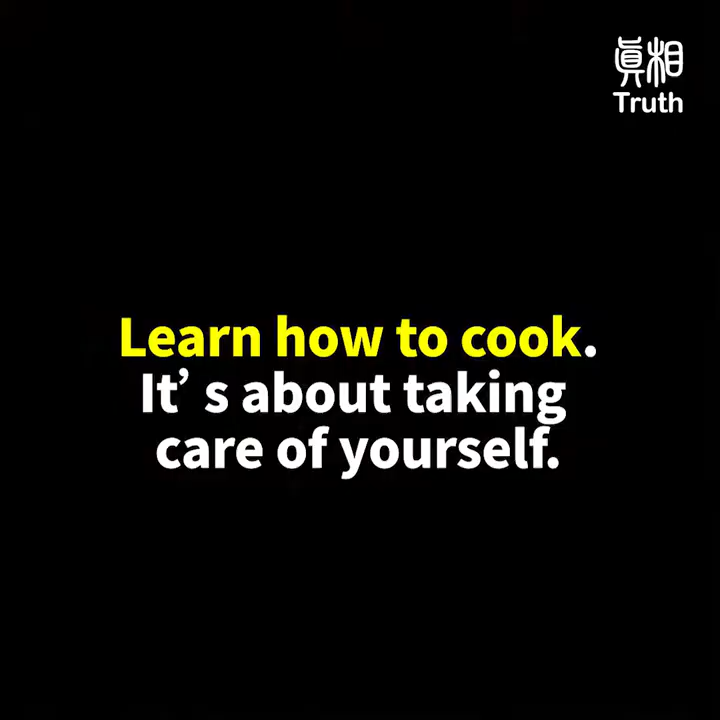 真相
Truth
Learn how to cook.
It’ s about taking
care of yourself.